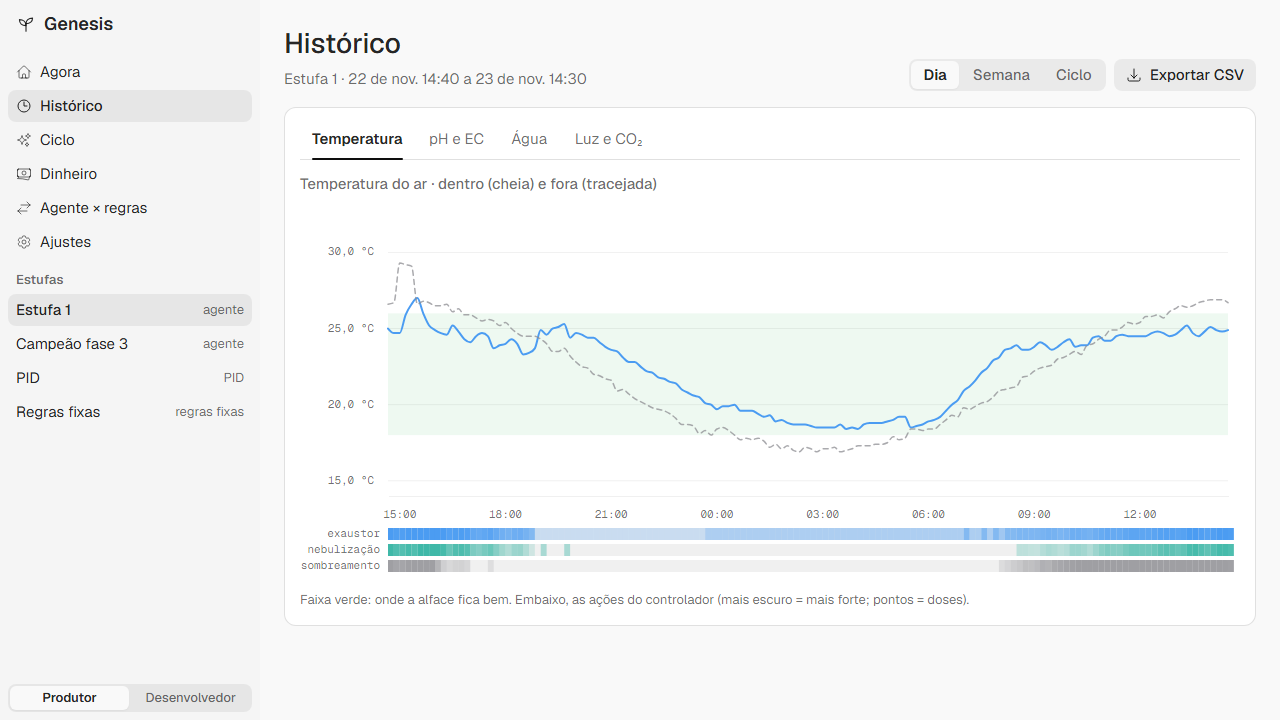 Genesis
Agora
Histórico
Ciclo
Dinheiro
Agente × regras
Ajustes
Estufas
Estufa 1 agente
Campeão fase 3 agente
PID PID
Regras fixas regras fixas
Produtor Desenvolvedor
Histórico
Estufa 1 · 22 de nov. 14:40 a 23 de nov. 14:30
Dia Semana Ciclo Exportar CSV
Temperatura pH e EC Água Luz e CO₂
Temperatura do ar · dentro (cheia) e fora (tracejada)
30,0 °C
25,0 °C
20,0 °C
15,0 °C
15:00 18:00 21:00 00:00 03:00 06:00 09:00 12:00
exaustor
nebulização
sombreamento
Faixa verde: onde a alface fica bem. Embaixo, as ações do controlador (mais escuro = mais forte; pontos = doses).